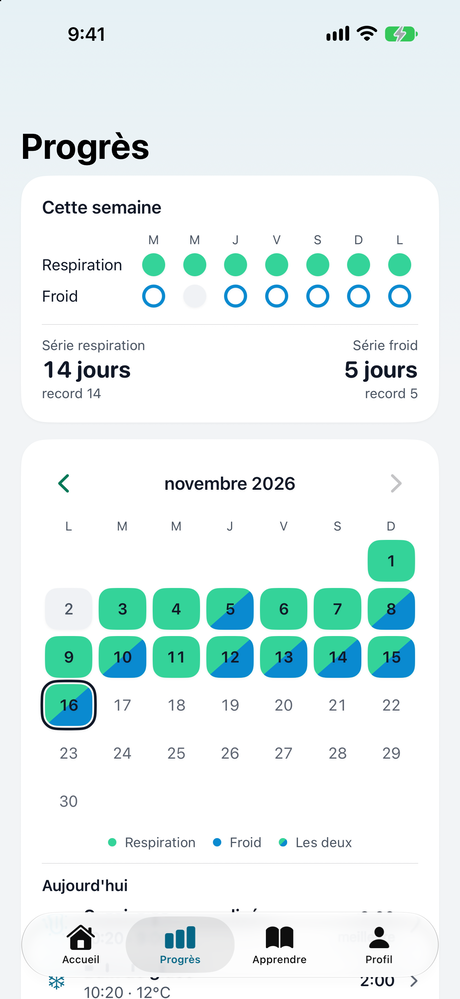 9:41
Progrès
Cette semaine
M M J V S D L
Respiration
Froid
Série respiration Série froid
14 jours 5 jours
record 14 record 5
novembre 2026
L M M J V S D
1
2 3 4 5 6 7 8
9 10 11 12 13 14 15
16 17 18 19 20 21 22
23 24 25 26 27 28 29
30
Respiration Froid Les deux
Aujourd'hui
Accueil Progrès Apprendre Profil
2:00
10:20 · 12°C